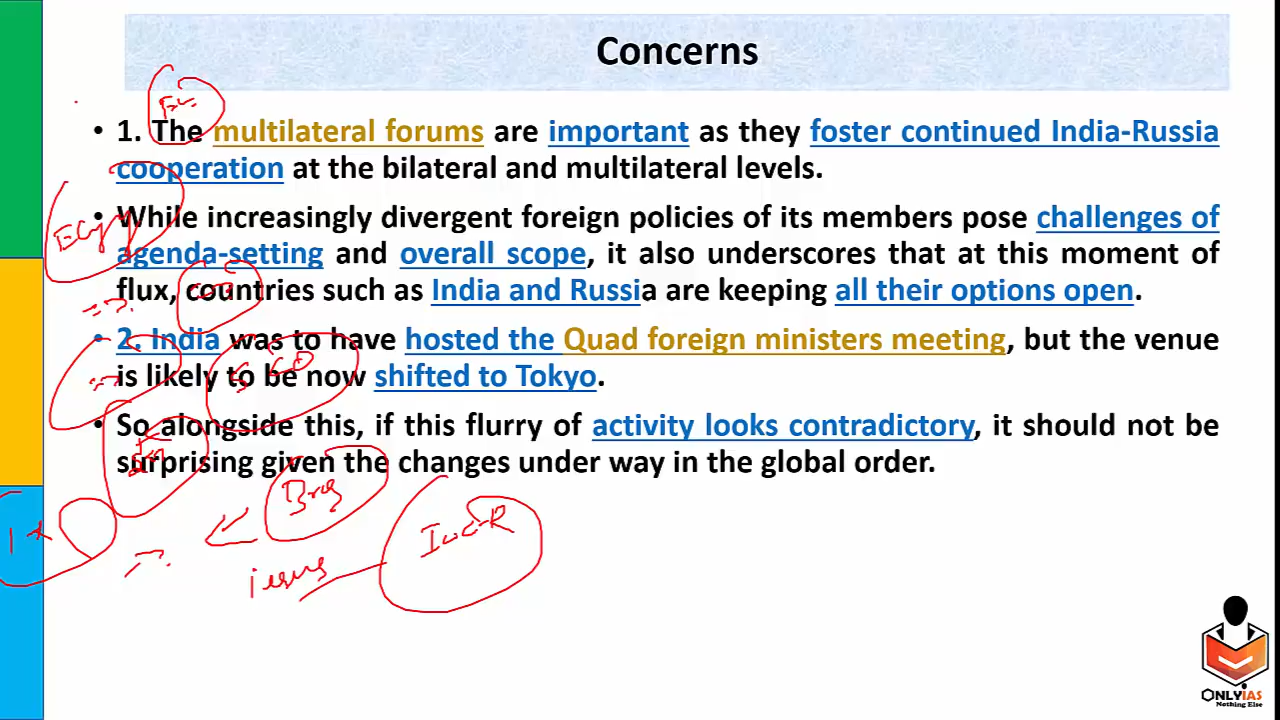 Concerns
• 1. The multilateral forums are important as they foster continued India-Russia
cooperation at the bilateral and multilateral levels.
• While increasingly divergent foreign policies of its members pose challenges of
agenda-setting and overall scope, it also underscores that at this moment of
flux, countries such as India and Russia are keeping all their options open.
• 2. India was to have hosted the Quad foreign ministers meeting, but the venue
is likely to be now shifted to Tokyo.
SCO
• So alongside this, if this flurry of activity looks contradictory, it should not be
surprising given the changes under way in the global order.
ONLYIAS
Nothing Else